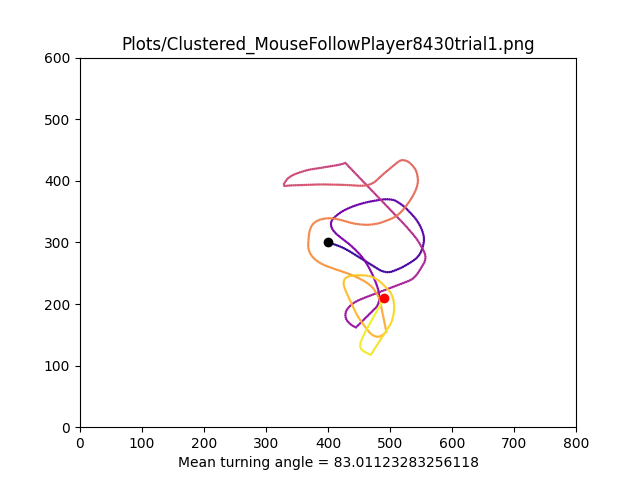 Plots/Clustered_MouseFollowPlayer8430trial1.png
600
500
400
300
200
100
0
0 100 200 300 400 500 600 700 800
Mean turning angle = 83.01123283256118